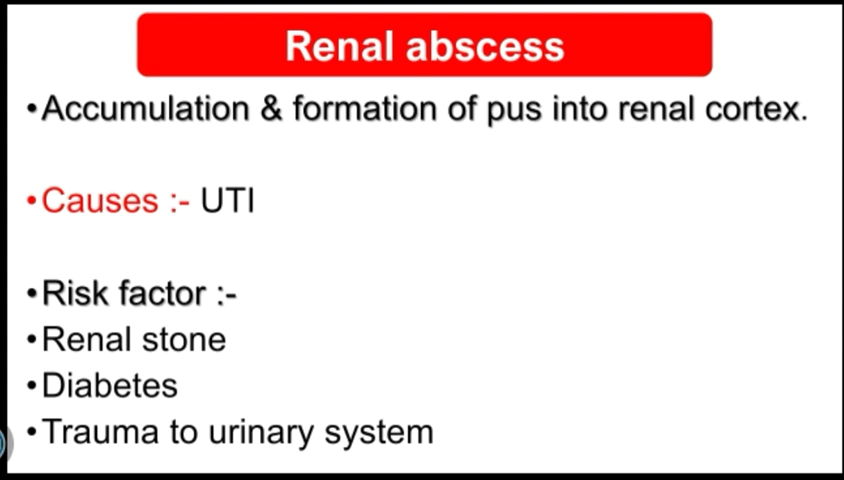 Renal abscess
•Accumulation & formation of pus into renal cortex.
•Causes :- UTI
•Risk factor :-
•Renal stone
•Diabetes
•Trauma to urinary system